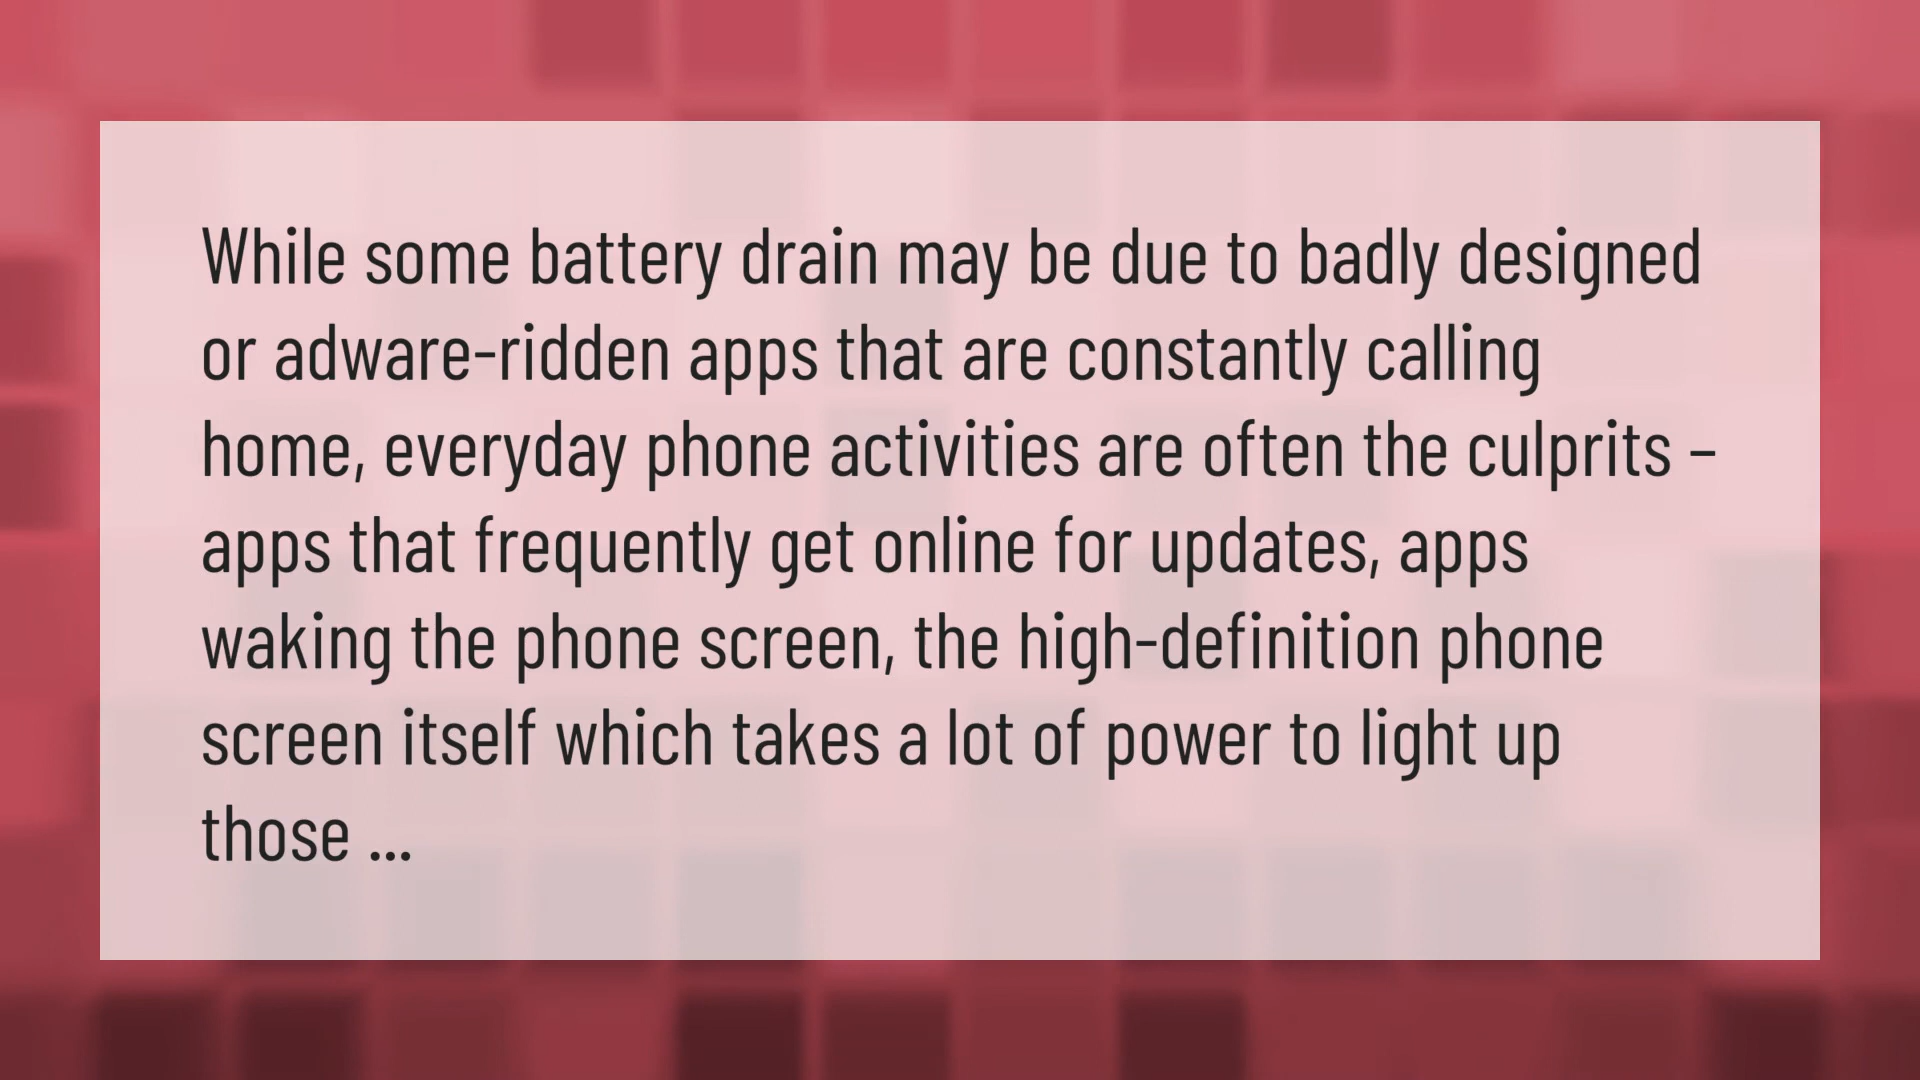 While some battery drain may be due to badly designed
or adware-ridden apps that are constantly calling
home, everyday phone activities are often the culprits –
apps that frequently get online for updates, apps
waking the phone screen, the high-definition phone
screen itself which takes a lot of power to light up
those ...